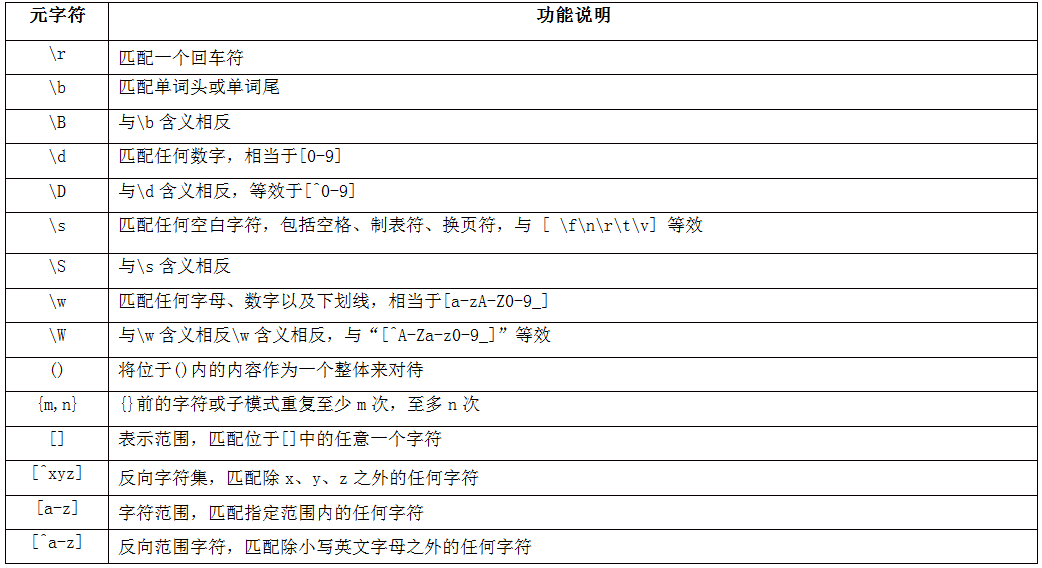 元字符 功能说明
\r 匹配一个回车符
\b 匹配单词头或单词尾
\B 与\b含义相反
\d 匹配任何数字，相当于[0-9]
\D 与\d含义相反，等效于[^0-9]
\s 匹配任何空白字符，包括空格、制表符、换页符，与 [ \f\n\r\t\v] 等效
\S 与\s含义相反
\w 匹配任何字母、数字以及下划线，相当于[a-zA-Z0-9_]
\W 与\w含义相反\w含义相反，与“[^A-Za-z0-9_]”等效
() 将位于()内的内容作为一个整体来对待
{m,n} {}前的字符或子模式重复至少m次，至多n次
[] 表示范围，匹配位于[]中的任意一个字符
[^xyz] 反向字符集，匹配除x、y、z之外的任何字符
[a-z] 字符范围，匹配指定范围内的任何字符
[^a-z] 反向范围字符，匹配除小写英文字母之外的任何字符